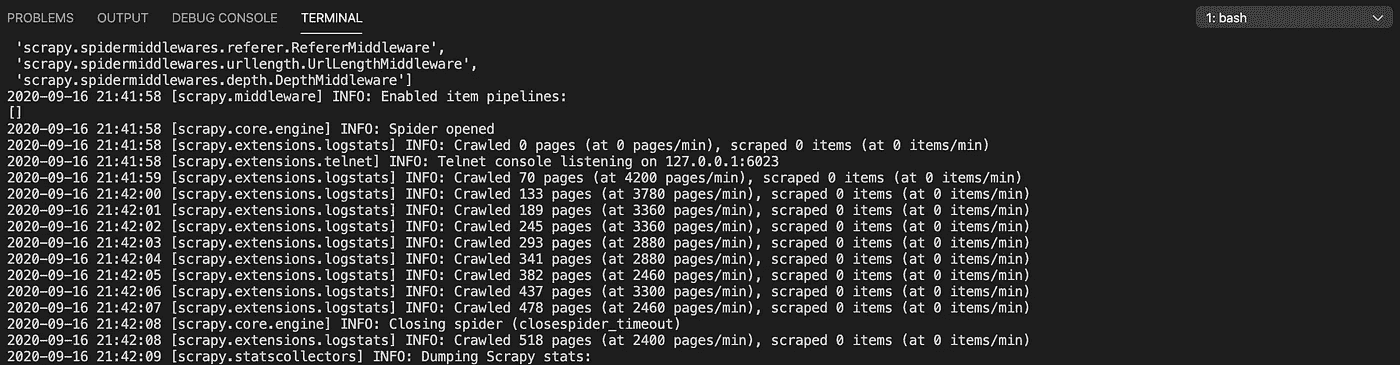 PROBLEMS OUTPUT DEBUG CONSOLE TERMINAL 1: bash
'scrapy.spidermiddlewares.referer.RefererMiddleware',
'scrapy.spidermiddlewares.urllength.UrlLengthMiddleware',
'scrapy.spidermiddlewares.depth.DepthMiddleware']
2020-09-16 21:41:58 [scrapy.middleware] INFO: Enabled item pipelines:
[]
2020-09-16 21:41:58 [scrapy.core.engine] INFO: Spider opened
2020-09-16 21:41:58 [scrapy.extensions.logstats] INFO: Crawled 0 pages (at 0 pages/min), scraped 0 items (at 0 items/min)
2020-09-16 21:41:58 [scrapy.extensions.telnet] INFO: Telnet console listening on 127.0.0.1:6023
2020-09-16 21:41:59 [scrapy.extensions.logstats] INFO: Crawled 70 pages (at 4200 pages/min), scraped 0 items (at 0 items/min)
2020-09-16 21:42:00 [scrapy.extensions.logstats] INFO: Crawled 133 pages (at 3780 pages/min), scraped 0 items (at 0 items/min)
2020-09-16 21:42:01 [scrapy.extensions.logstats] INFO: Crawled 189 pages (at 3360 pages/min), scraped 0 items (at 0 items/min)
2020-09-16 21:42:02 [scrapy.extensions.logstats] INFO: Crawled 245 pages (at 3360 pages/min), scraped 0 items (at 0 items/min)
2020-09-16 21:42:03 [scrapy.extensions.logstats] INFO: Crawled 293 pages (at 2880 pages/min), scraped 0 items (at 0 items/min)
2020-09-16 21:42:04 [scrapy.extensions.logstats] INFO: Crawled 341 pages (at 2880 pages/min), scraped 0 items (at 0 items/min)
2020-09-16 21:42:05 [scrapy.extensions.logstats] INFO: Crawled 382 pages (at 2460 pages/min), scraped 0 items (at 0 items/min)
2020-09-16 21:42:06 [scrapy.extensions.logstats] INFO: Crawled 437 pages (at 3300 pages/min), scraped 0 items (at 0 items/min)
2020-09-16 21:42:07 [scrapy.extensions.logstats] INFO: Crawled 478 pages (at 2460 pages/min), scraped 0 items (at 0 items/min)
2020-09-16 21:42:08 [scrapy.core.engine] INFO: Closing spider (closespider_timeout)
2020-09-16 21:42:08 [scrapy.extensions.logstats] INFO: Crawled 518 pages (at 2400 pages/min), scraped 0 items (at 0 items/min)
2020-09-16 21:42:09 [scrapy.statscollectors] INFO: Dumping Scrapy stats: